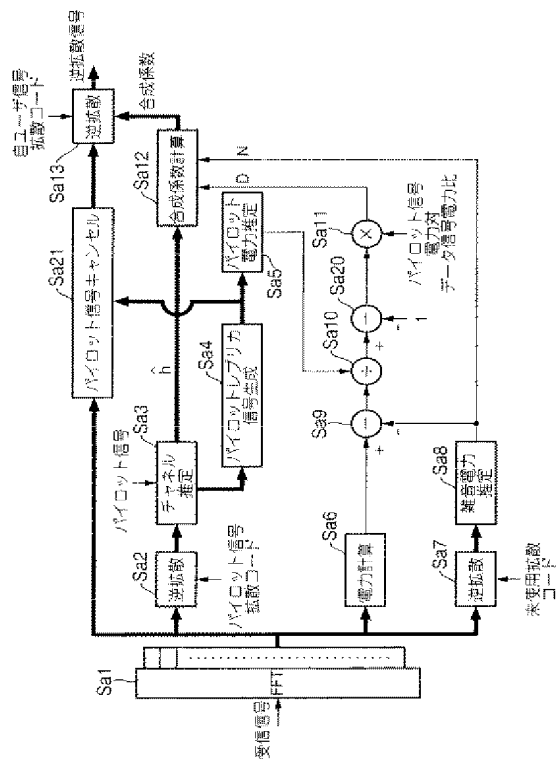 受信信号
Sa1
FFT
Sa2
逆拡散
パイロット信号
拡散コード
パイロット信号
Sa3
チャネル
推定
ĥ
Sa4
パイロットレプリカ
信号生成
Sa5
パイロット
電力推定
Sa21
パイロット信号キャンセル
Sa12
合成係数計算
合成係数
自ユーザ信号
拡散コード
Sa13
逆拡散
逆拡散信号
Sa6
電力計算
Sa7
逆拡散
未使用拡散
コード
Sa8
雑音電力
推定
Sa9
+
-
−
Sa10
+
÷
Sa20
+
-
−
1
Sa11
×
パイロット信号
電力対
データ信号電力比
D
N